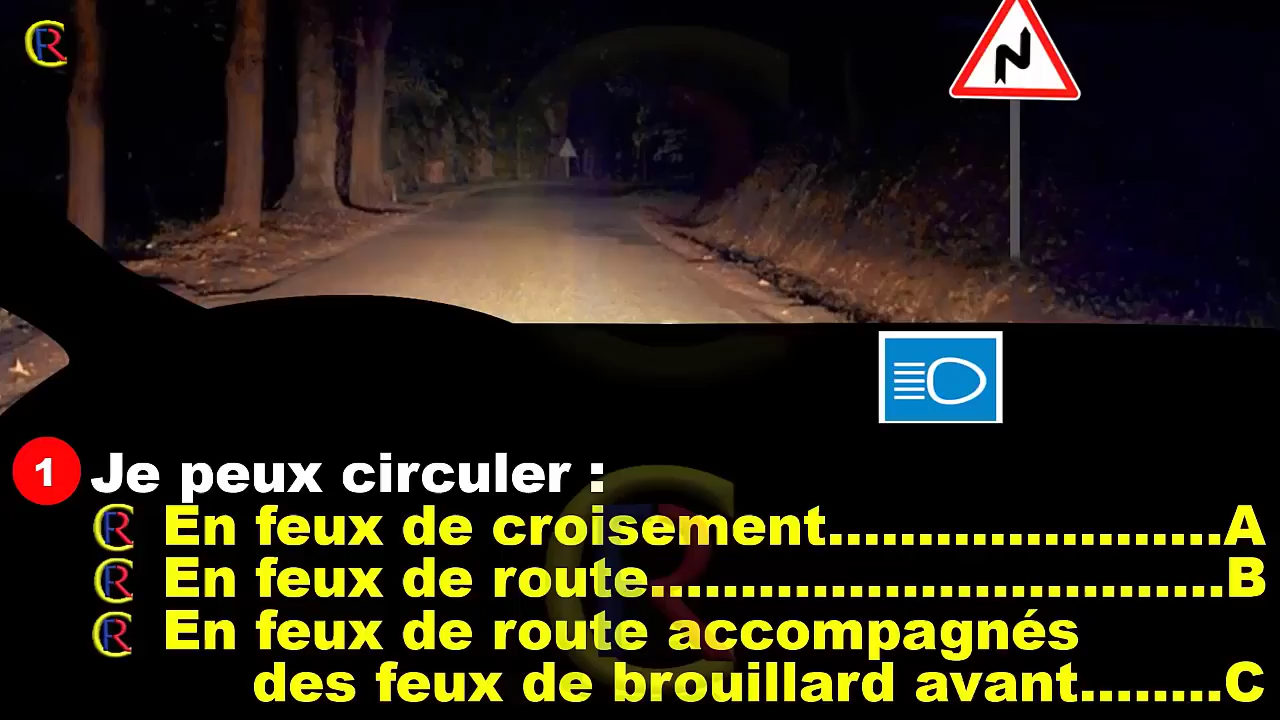 1 Je peux circuler :
En feux de croisement......................A
En feux de route................................B
En feux de route accompagnés
des feux de brouillard avant........C